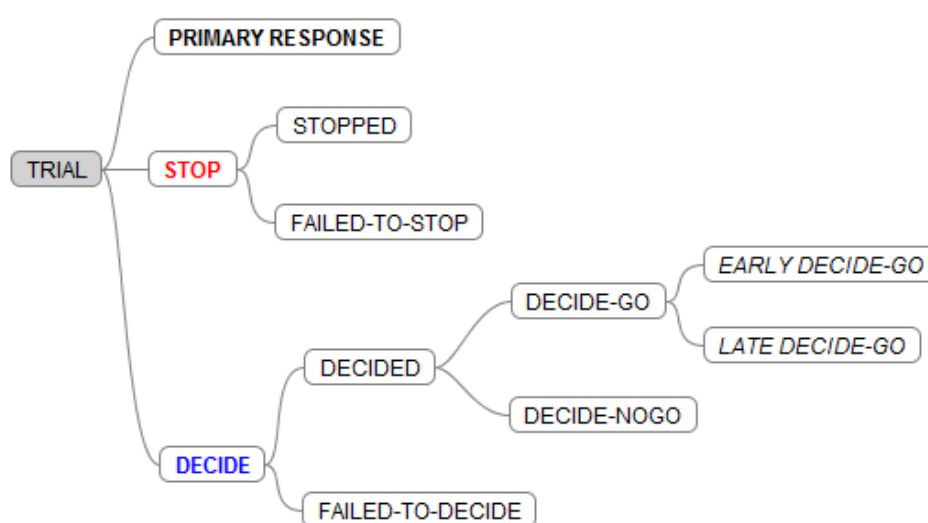 PRIMARY RESPONSE
STOPPED
TRIAL
STOP
FAILED-TO-STOP
EARLY DECIDE-GO
DECIDE-GO
LATE DECIDE-GO
DECIDED
DECIDE-NOGO
DECIDE
FAILED-TO-DECIDE